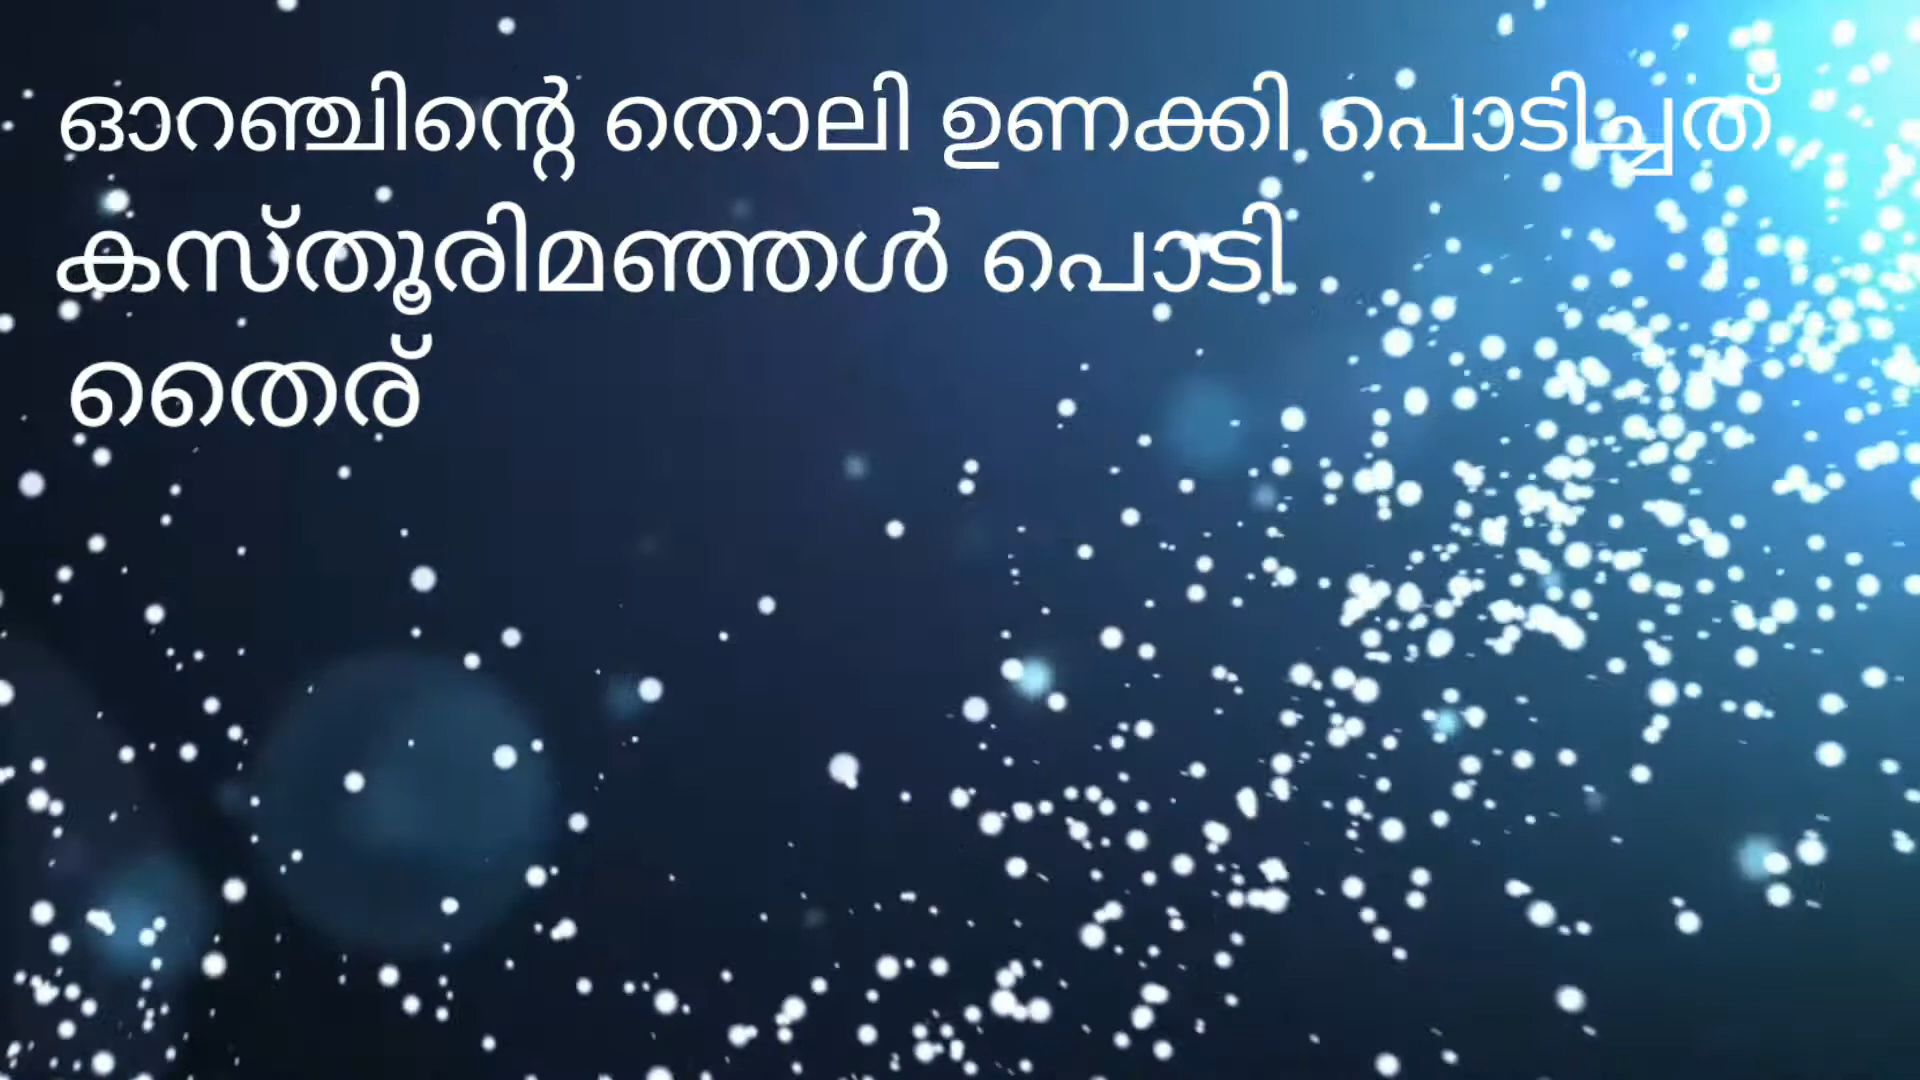 ഓറഞ്ചിന്റെ തൊലി ഉണക്കി പൊടിച്ചത്
കസ്തൂരിമഞ്ഞൾ പൊടി
തൈര്